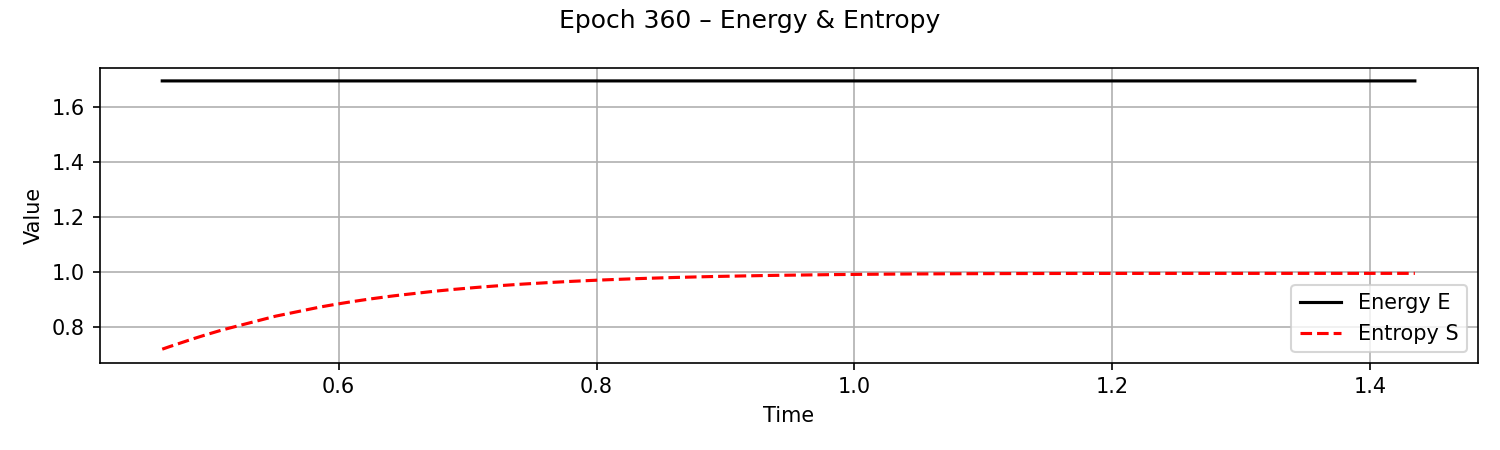 Epoch 360 – Energy & Entropy
Value
1.6
1.4
1.2
1.0
0.8
0.6 0.8 1.0 1.2 1.4
Time
Energy E
Entropy S